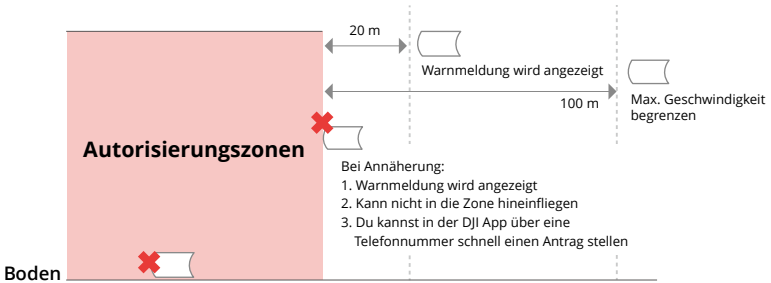 20 m
Warnmeldung wird angezeigt
100 m
Max. Geschwindigkeit
begrenzen
Autorisierungszonen
Bei Annäherung:
1. Warnmeldung wird angezeigt
2. Kann nicht in die Zone hineinfliegen
3. Du kannst in der DJI App über eine
Telefonnummer schnell einen Antrag stellen
Boden